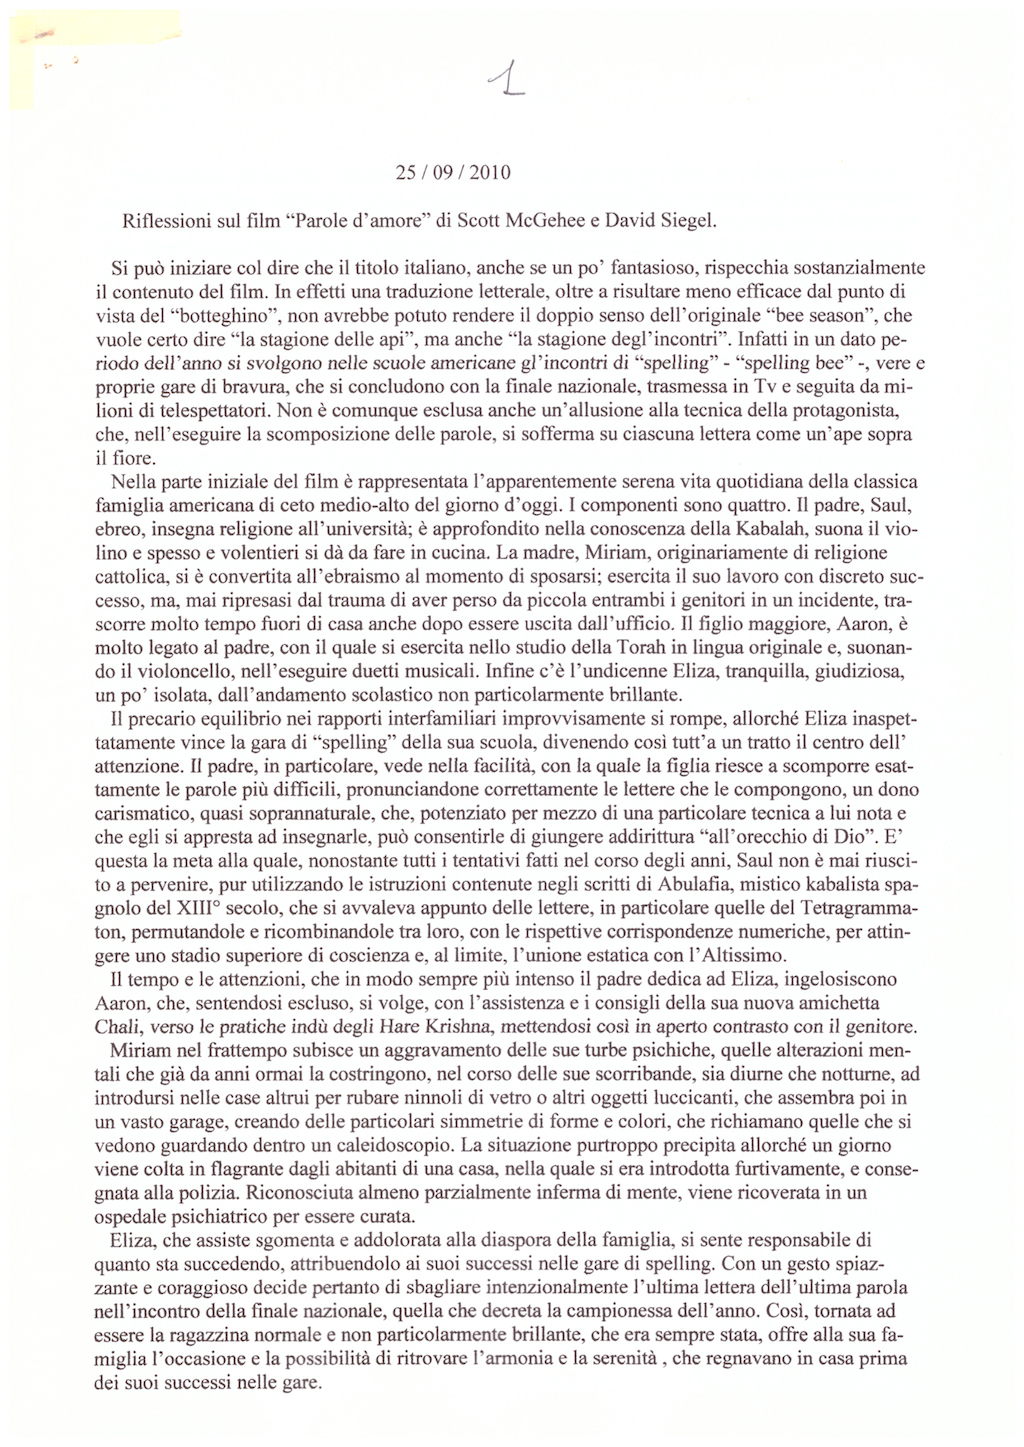 1
25 / 09 / 2010
Riflessioni sul film “Parole d’amore” di Scott McGehee e David Siegel.
Si può iniziare col dire che il titolo italiano, anche se un po’ fantasioso, rispecchia sostanzialmente
il contenuto del film. In effetti una traduzione letterale, oltre a risultare meno efficace dal punto di
vista del “botteghino”, non avrebbe potuto rendere il doppio senso dell’originale “bee season”, che
vuole certo dire “la stagione delle api”, ma anche “la stagione degl’incontri”. Infatti in un dato pe-
riodo dell’anno si svolgono nelle scuole americane gl’incontri di “spelling” - “spelling bee” -, vere e
proprie gare di bravura, che si concludono con la finale nazionale, trasmessa in Tv e seguita da mi-
lioni di telespettatori. Non è comunque esclusa anche un’allusione alla tecnica della protagonista,
che, nell’eseguire la scomposizione delle parole, si sofferma su ciascuna lettera come un’ape sopra
il fiore.
Nella parte iniziale del film è rappresentata l’apparentemente serena vita quotidiana della classica
famiglia americana di ceto medio-alto del giorno d’oggi. I componenti sono quattro. Il padre, Saul,
ebreo, insegna religione all’università; è approfondito nella conoscenza della Kabalah, suona il vio-
lino e spesso e volentieri si dà da fare in cucina. La madre, Miriam, originariamente di religione
cattolica, si è convertita all’ebraismo al momento di sposarsi; esercita il suo lavoro con discreto suc-
cesso, ma, mai ripresasi dal trauma di aver perso da piccola entrambi i genitori in un incidente, tra-
scorre molto tempo fuori di casa anche dopo essere uscita dall’ufficio. Il figlio maggiore, Aaron, è
molto legato al padre, con il quale si esercita nello studio della Torah in lingua originale e, suonan-
do il violoncello, nell’eseguire duetti musicali. Infine c’è l’undicenne Eliza, tranquilla, giudiziosa,
un po’ isolata, dall’andamento scolastico non particolarmente brillante.
Il precario equilibrio nei rapporti interfamiliari improvvisamente si rompe, allorché Eliza inaspet-
tatamente vince la gara di “spelling” della sua scuola, divenendo così tutt’a un tratto il centro dell’
attenzione. Il padre, in particolare, vede nella facilità, con la quale la figlia riesce a scomporre esat-
tamente le parole più difficili, pronunciandone correttamente le lettere che le compongono, un dono
carismatico, quasi soprannaturale, che, potenziato per mezzo di una particolare tecnica a lui nota e
che egli si appresta ad insegnarle, può consentirle di giungere addirittura “all’orecchio di Dio”. E’
questa la meta alla quale, nonostante tutti i tentativi fatti nel corso degli anni, Saul non è mai riusci-
to a pervenire, pur utilizzando le istruzioni contenute negli scritti di Abulafia, mistico kabalista spa-
gnolo del XIII° secolo, che si avvaleva appunto delle lettere, in particolare quelle del Tetragramma-
ton, permutandole e ricombinandole tra loro, con le rispettive corrispondenze numeriche, per attin-
gere uno stadio superiore di coscienza e, al limite, l’unione estatica con l’Altissimo.
Il tempo e le attenzioni, che in modo sempre più intenso il padre dedica ad Eliza, ingelosiscono
Aaron, che, sentendosi escluso, si volge, con l’assistenza e i consigli della sua nuova amichetta
Chali, verso le pratiche indù degli Hare Krishna, mettendosi così in aperto contrasto con il genitore.
Miriam nel frattempo subisce un aggravamento delle sue turbe psichiche, quelle alterazioni men-
tali che già da anni ormai la costringono, nel corso delle sue scorribande, sia diurne che notturne, ad
introdursi nelle case altrui per rubare ninnoli di vetro o altri oggetti luccicanti, che assembra poi in
un vasto garage, creando delle particolari simmetrie di forme e colori, che richiamano quelle che si
vedono guardando dentro un caleidoscopio. La situazione purtroppo precipita allorché un giorno
viene colta in flagrante dagli abitanti di una casa, nella quale si era introdotta furtivamente, e conse-
gnata alla polizia. Riconosciuta almeno parzialmente inferma di mente, viene ricoverata in un
ospedale psichiatrico per essere curata.
Eliza, che assiste sgomenta e addolorata alla diaspora della famiglia, si sente responsabile di
quanto sta succedendo, attribuendolo ai suoi successi nelle gare di spelling. Con un gesto spiaz-
zante e coraggioso decide pertanto di sbagliare intenzionalmente l’ultima lettera dell’ultima parola
nell’incontro della finale nazionale, quella che decreta la campionessa dell’anno. Così, tornata ad
essere la ragazzina normale e non particolarmente brillante, che era sempre stata, offre alla sua fa-
miglia l’occasione e la possibilità di ritrovare l’armonia e la serenità , che regnavano in casa prima
dei suoi successi nelle gare.